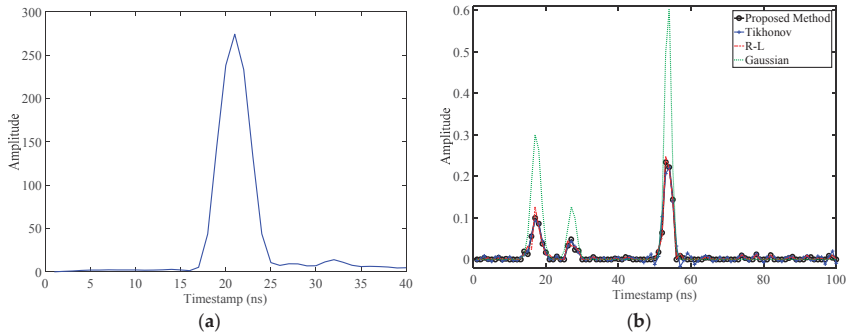 300
250
200
150
100
50
0
Amplitude
0 5 10 15 20 25 30 35 40
Timestamp (ns)
(a)
0.6
0.5
0.4
0.3
0.2
0.1
0
Amplitude
Proposed Method
Tikhonov
R-L
Gaussian
0 20 40 60 80 100
Timestamp (ns)
(b)